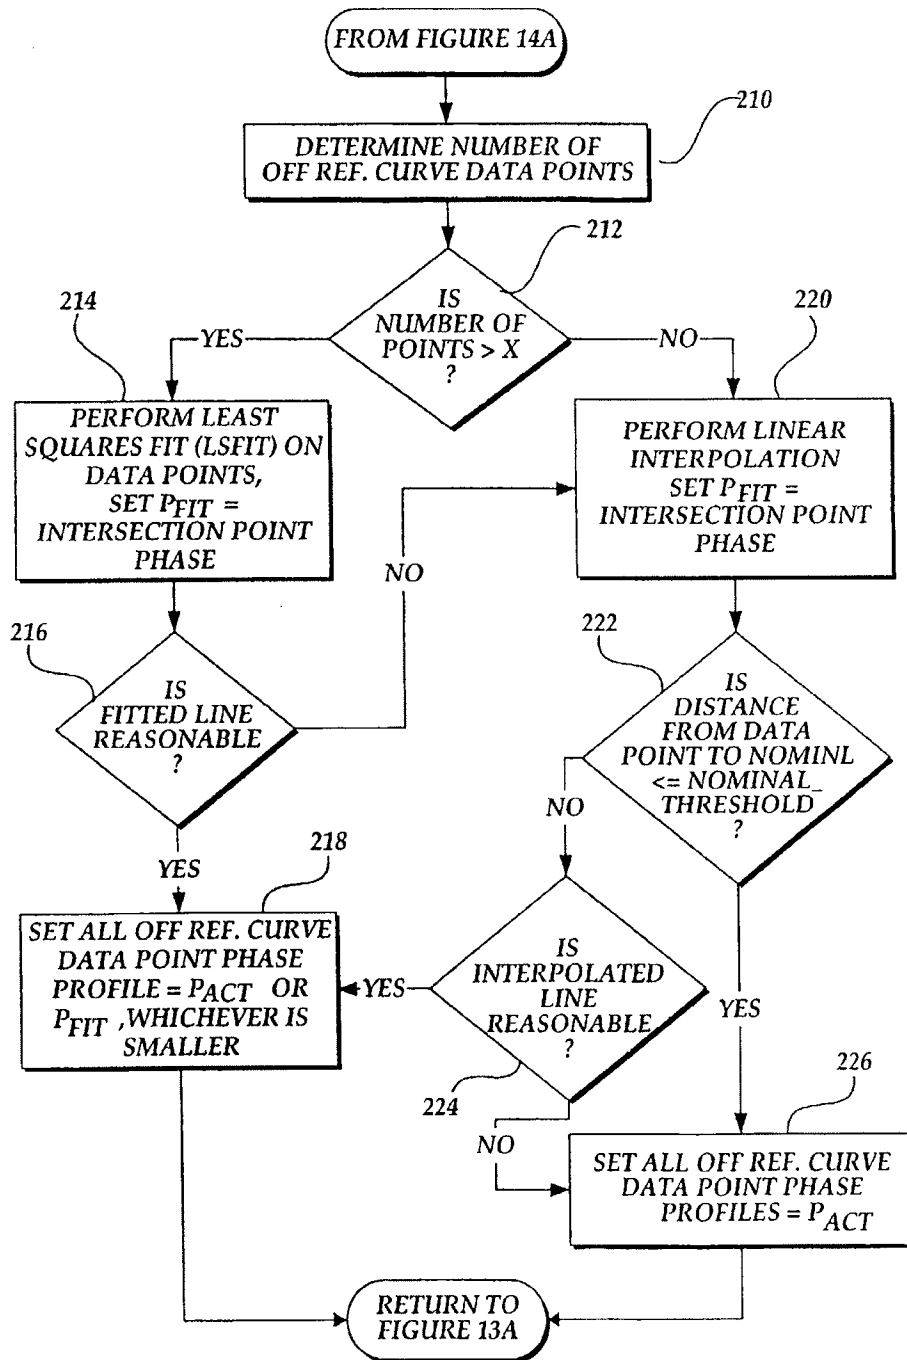 FROM FIGURE 14A
210
DETERMINE NUMBER OF
OFF REF. CURVE DATA POINTS
212
IS
NUMBER OF
POINTS > X
?
YES
NO
214
PERFORM LEAST
SQUARES FIT (LSFIT) ON
DATA POINTS,
SET PFIT =
INTERSECTION POINT
PHASE
220
PERFORM LINEAR
INTERPOLATION
SET PFIT =
INTERSECTION POINT
PHASE
NO
216
IS
FITTED LINE
REASONABLE
?
222
IS
DISTANCE
FROM DATA
POINT TO NOMINL
<= NOMINAL_
THRESHOLD
?
NO
YES
218
SET ALL OFF REF. CURVE
DATA POINT PHASE
PROFILE = PACT OR
PFIT , WHICHEVER IS
SMALLER
YES
IS
INTERPOLATED
LINE
REASONABLE
?
224
YES
NO
226
SET ALL OFF REF. CURVE
DATA POINT PHASE
PROFILES = PACT
RETURN TO
FIGURE 13A